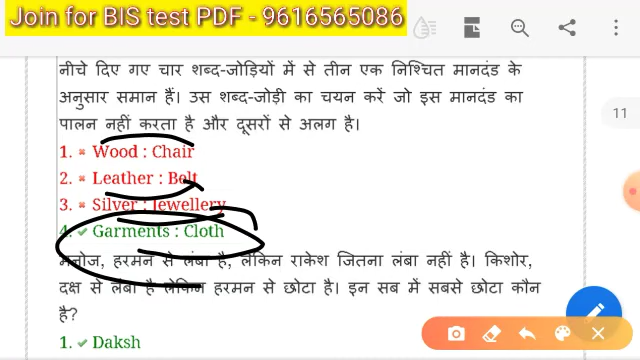 Join for BIS test PDF - 9616565086
नीचे दिए गए चार शब्द-जोड़ियों में से तीन एक निश्चित मानदंड के
अनुसार समान हैं। उस शब्द-जोड़ी का चयन करें जो इस मानदंड का
पालन नहीं करता है और दूसरों से अलग है।
11
1. Wood : Chair
2. Leather : Belt
3. Silver : Jewellery
4. Garments : Cloth
मनोज, हरमन से लंबा है, लेकिन राकेश जितना लंबा नहीं है। किशोर,
दक्ष से लंबा है लेकिन हरमन से छोटा है। इन सब में सबसे छोटा कौन
है?
1. Daksh